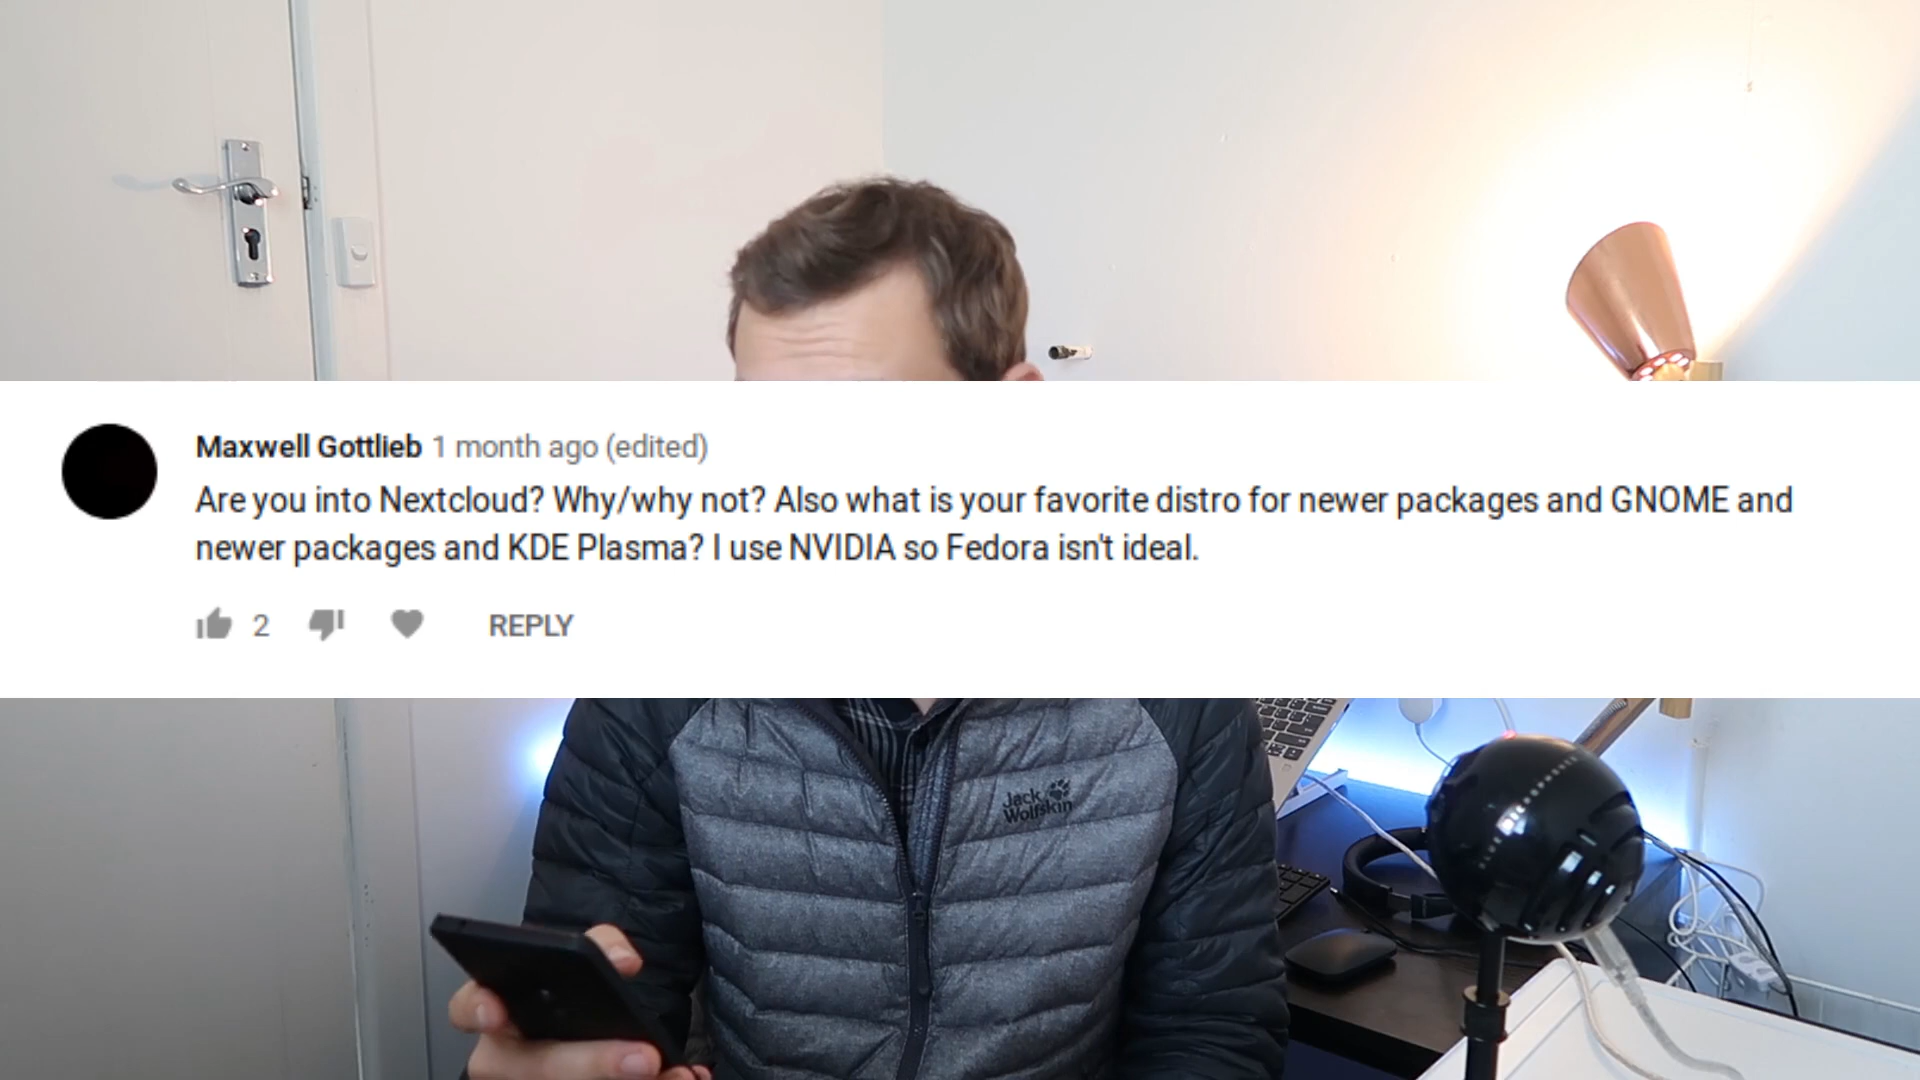 Maxwell Gottlieb 1 month ago (edited)
Are you into Nextcloud? Why/why not? Also what is your favorite distro for newer packages and GNOME and
newer packages and KDE Plasma? I use NVIDIA so Fedora isn't ideal.
2 REPLY
Jack
Wolfskin